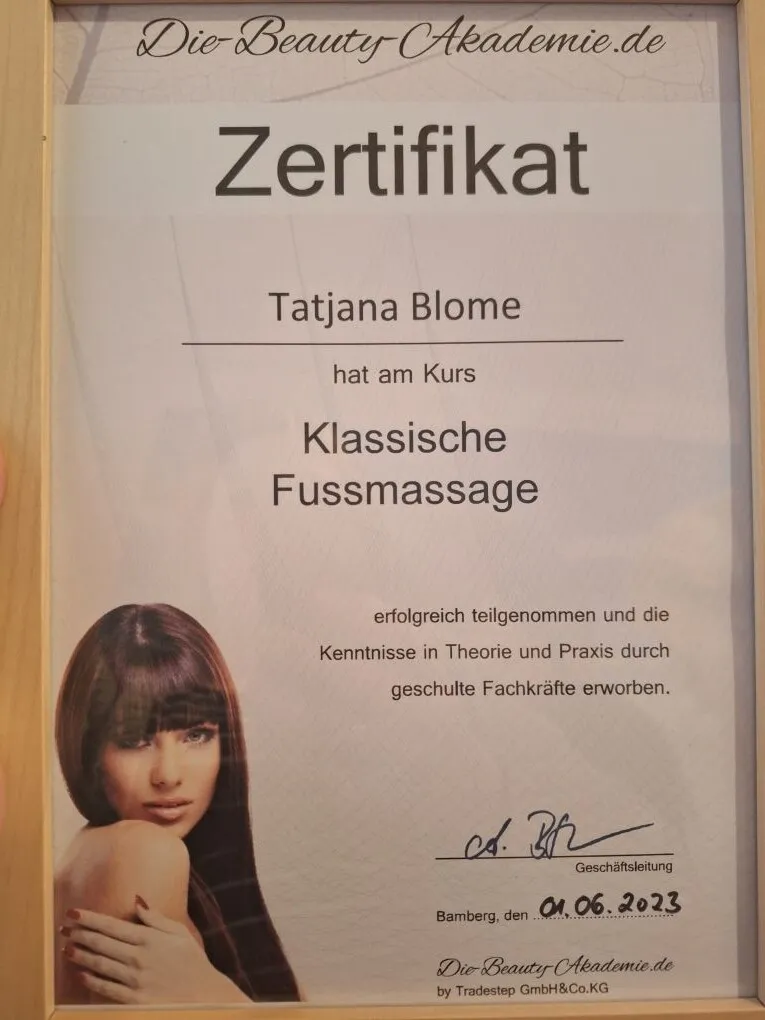 Die-Beauty-Akademie.de
Zertifikat
Tatjana Blome
hat am Kurs
Klassische
Fussmassage
erfolgreich teilgenommen und die
Kenntnisse in Theorie und Praxis durch
geschulte Fachkräfte erworben.
Geschäftsleitung
Bamberg, den 01.06.2023
Die-Beauty-Akademie.de
by Tradestep GmbH&Co.KG